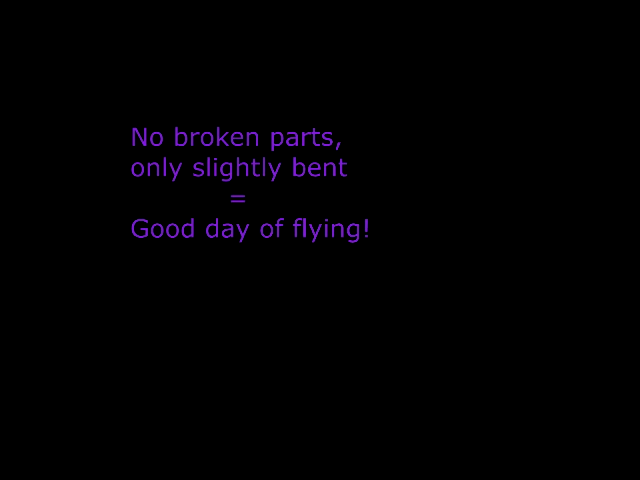 No broken parts,
only slightly bent
=
Good day of flying!